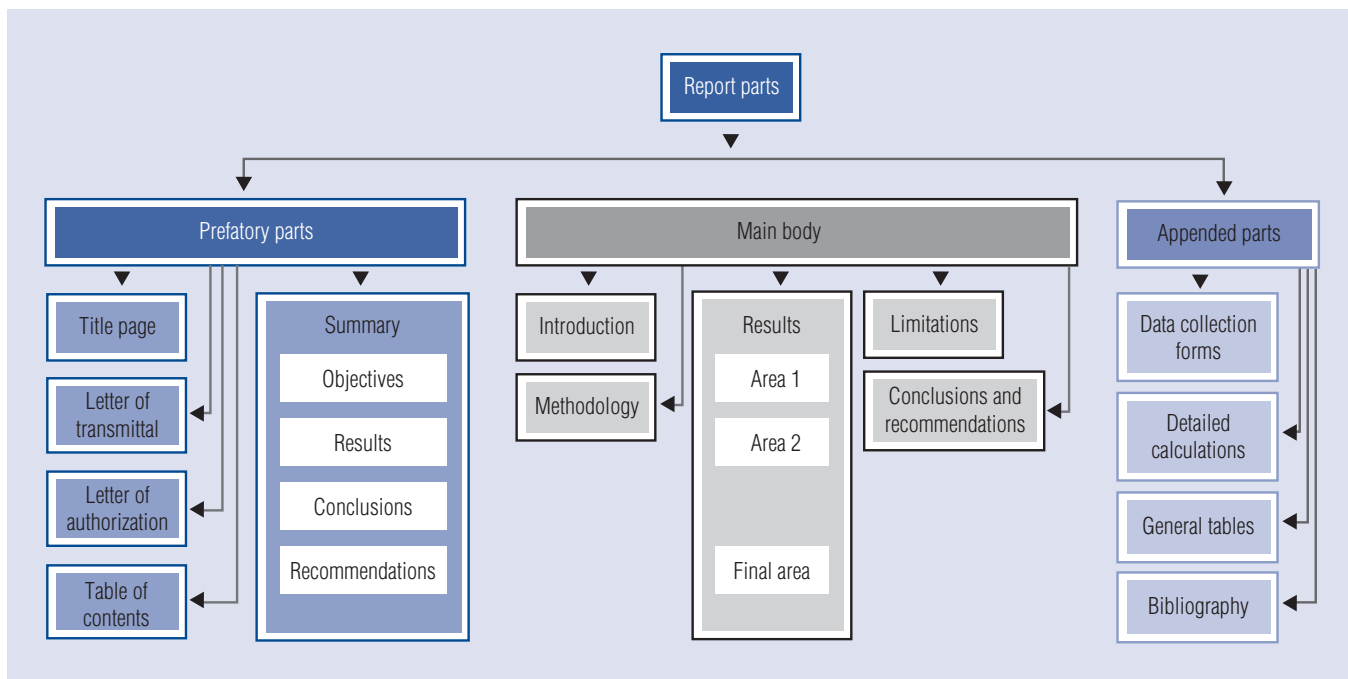 Report parts
Prefatory parts
Title page
Letter of
transmittal
Letter of
authorization
Table of
contents
Summary
Objectives
Results
Conclusions
Recommendations
Main body
Introduction
Methodology
Results
Area 1
Area 2
Final area
Limitations
Conclusions and
recommendations
Appended parts
Data collection
forms
Detailed
calculations
General tables
Bibliography